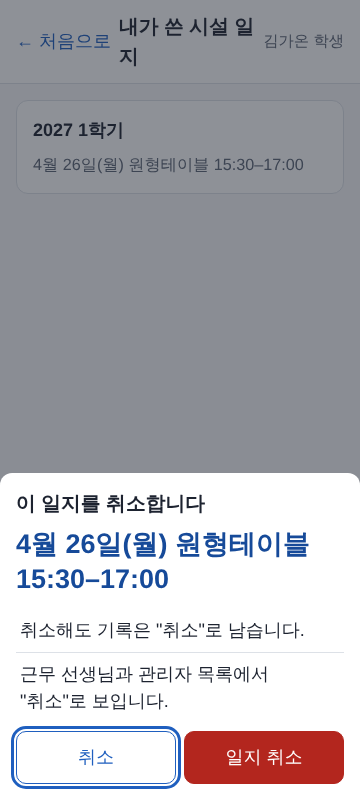 ← 처음으로
내가 쓴 시설 일
지
김가온 학생
2027 1학기
4월 26일(월) 원형테이블 15:30–17:00
이 일지를 취소합니다
4월 26일(월) 원형테이블
15:30–17:00
취소해도 기록은 "취소"로 남습니다.
근무 선생님과 관리자 목록에서
"취소"로 보입니다.
취소
일지 취소